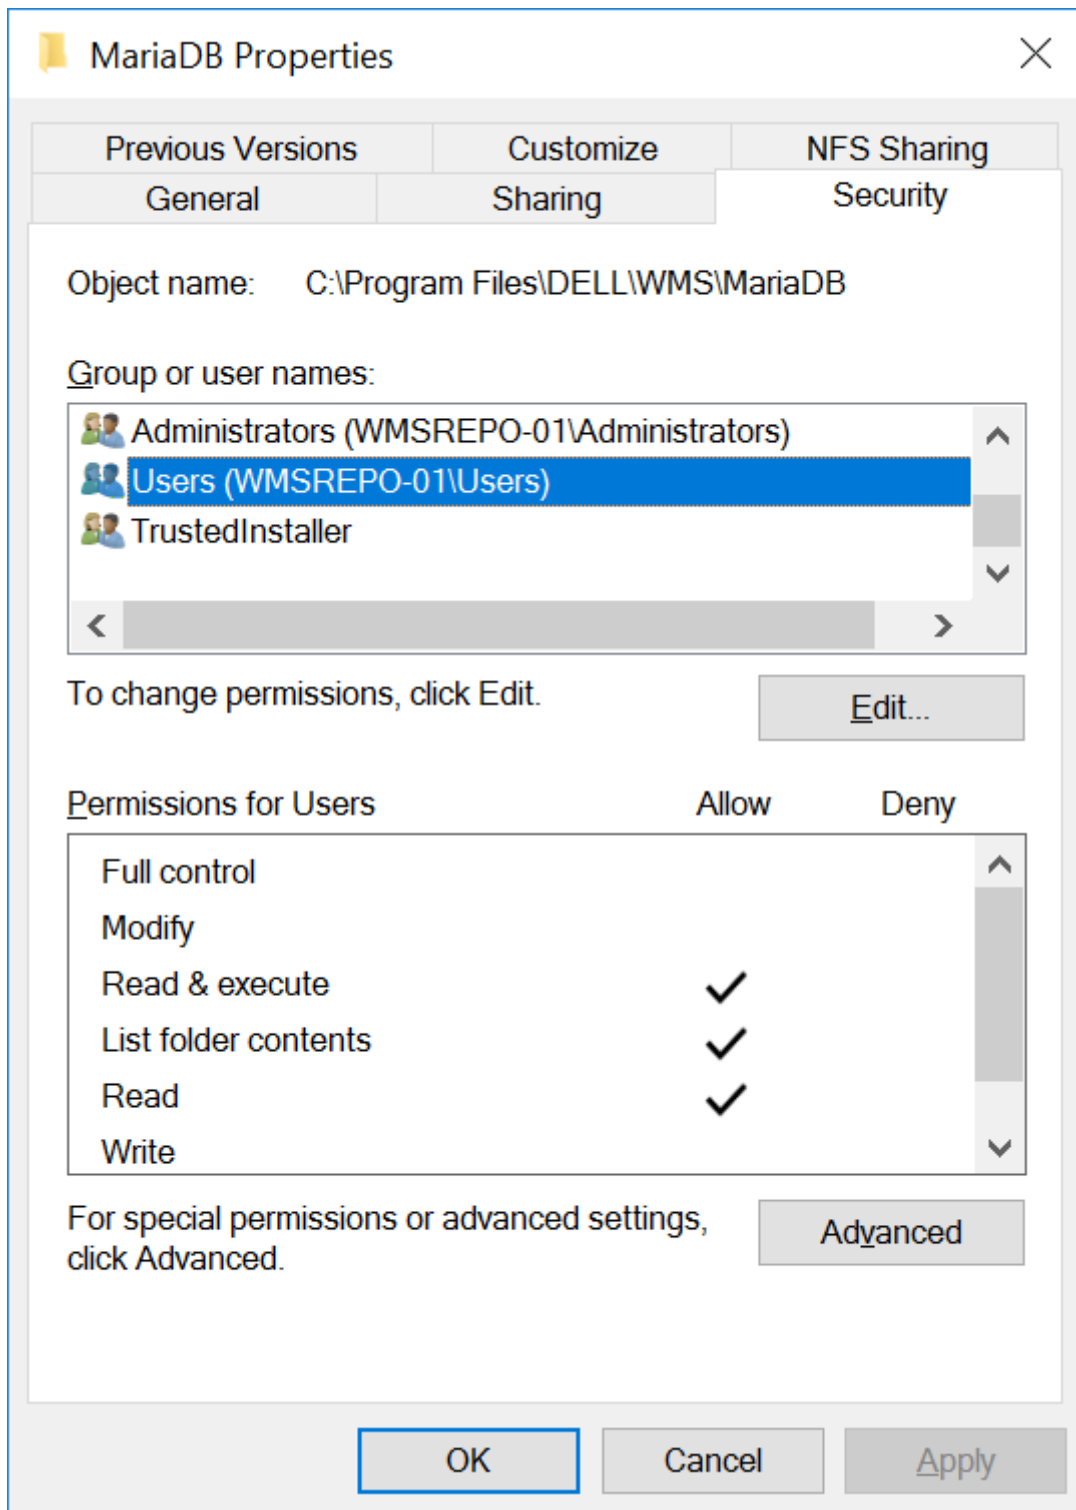 MariaDB Properties
Previous Versions Customize NFS Sharing
General Sharing Security
Object name: C:\Program Files\DELL\WMS\MariaDB
Group or user names:
Administrators (WMSREPO-01\Administrators)
Users (WMSREPO-01\Users)
TrustedInstaller
To change permissions, click Edit.
Edit...
Permissions for Users Allow Deny
Full control
Modify
Read & execute
List folder contents
Read
Write
For special permissions or advanced settings,
click Advanced.
Advanced
OK Cancel Apply